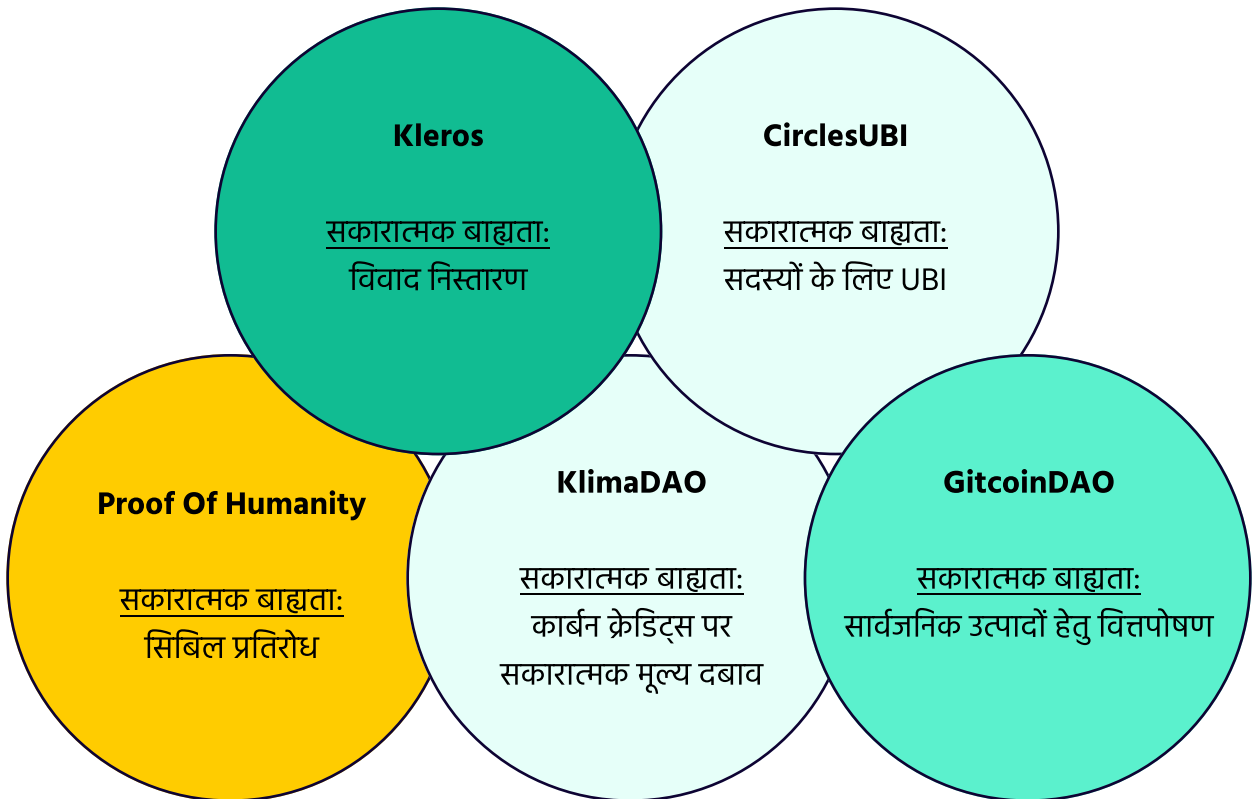 Kleros
सकारात्मक बाह्यता:
विवाद निस्तारण
CirclesUBI
सकारात्मक बाह्यता:
सदस्यों के लिए UBI
Proof Of Humanity
सकारात्मक बाह्यता:
सिबिल प्रतिरोध
KlimaDAO
सकारात्मक बाह्यता:
कार्बन क्रेडिट्स पर
सकारात्मक मूल्य दबाव
GitcoinDAO
सकारात्मक बाह्यता:
सार्वजनिक उत्पादों हेतु वित्तपोषण